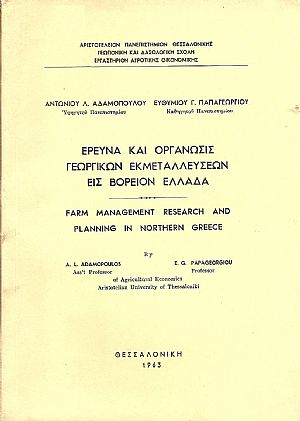 ΑΡΙΣΤΟΤΕΛΕΙΟΝ ΠΑΝΕΠΙΣΤΗΜΙΟΝ ΘΕΣΣΑΛΟΝΙΚΗΣ
ΓΕΩΠΟΝΙΚΗ ΚΑΙ ΔΑΣΟΛΟΓΙΚΗ ΣΧΟΛΗ
ΕΡΓΑΣΤΗΡΙΟΝ ΑΓΡΟΤΙΚΗΣ ΟΙΚΟΝΟΜΙΚΗΣ
ΑΝΤΩΝΙΟΥ Λ. ΑΔΑΜΟΠΟΥΛΟΥ ΕΥΘΥΜΙΟΥ Γ. ΠΑΠΑΓΕΩΡΓΙΟΥ
Ὑφηγητοῦ Πανεπιστημίου Καθηγητοῦ Πανεπιστημίου
ΕΡΕΥΝΑ ΚΑΙ ΟΡΓΑΝΩΣΙΣ
ΓΕΩΡΓΙΚΩΝ ΕΚΜΕΤΑΛΛΕΥΣΕΩΝ
ΕΙΣ ΒΟΡΕΙΟΝ ΕΛΛΑΔΑ
FARM MANAGEMENT RESEARCH AND
PLANNING IN NORTHERN GREECE
By
A. L. ADAMOPOULOS E. G. PAPAGEORGIOU
Ass't Professor Professor
of Agricultural Economics
Aristotelian University of Thessaloniki
ΘΕΣΣΑΛΟΝΙΚΗ
1963